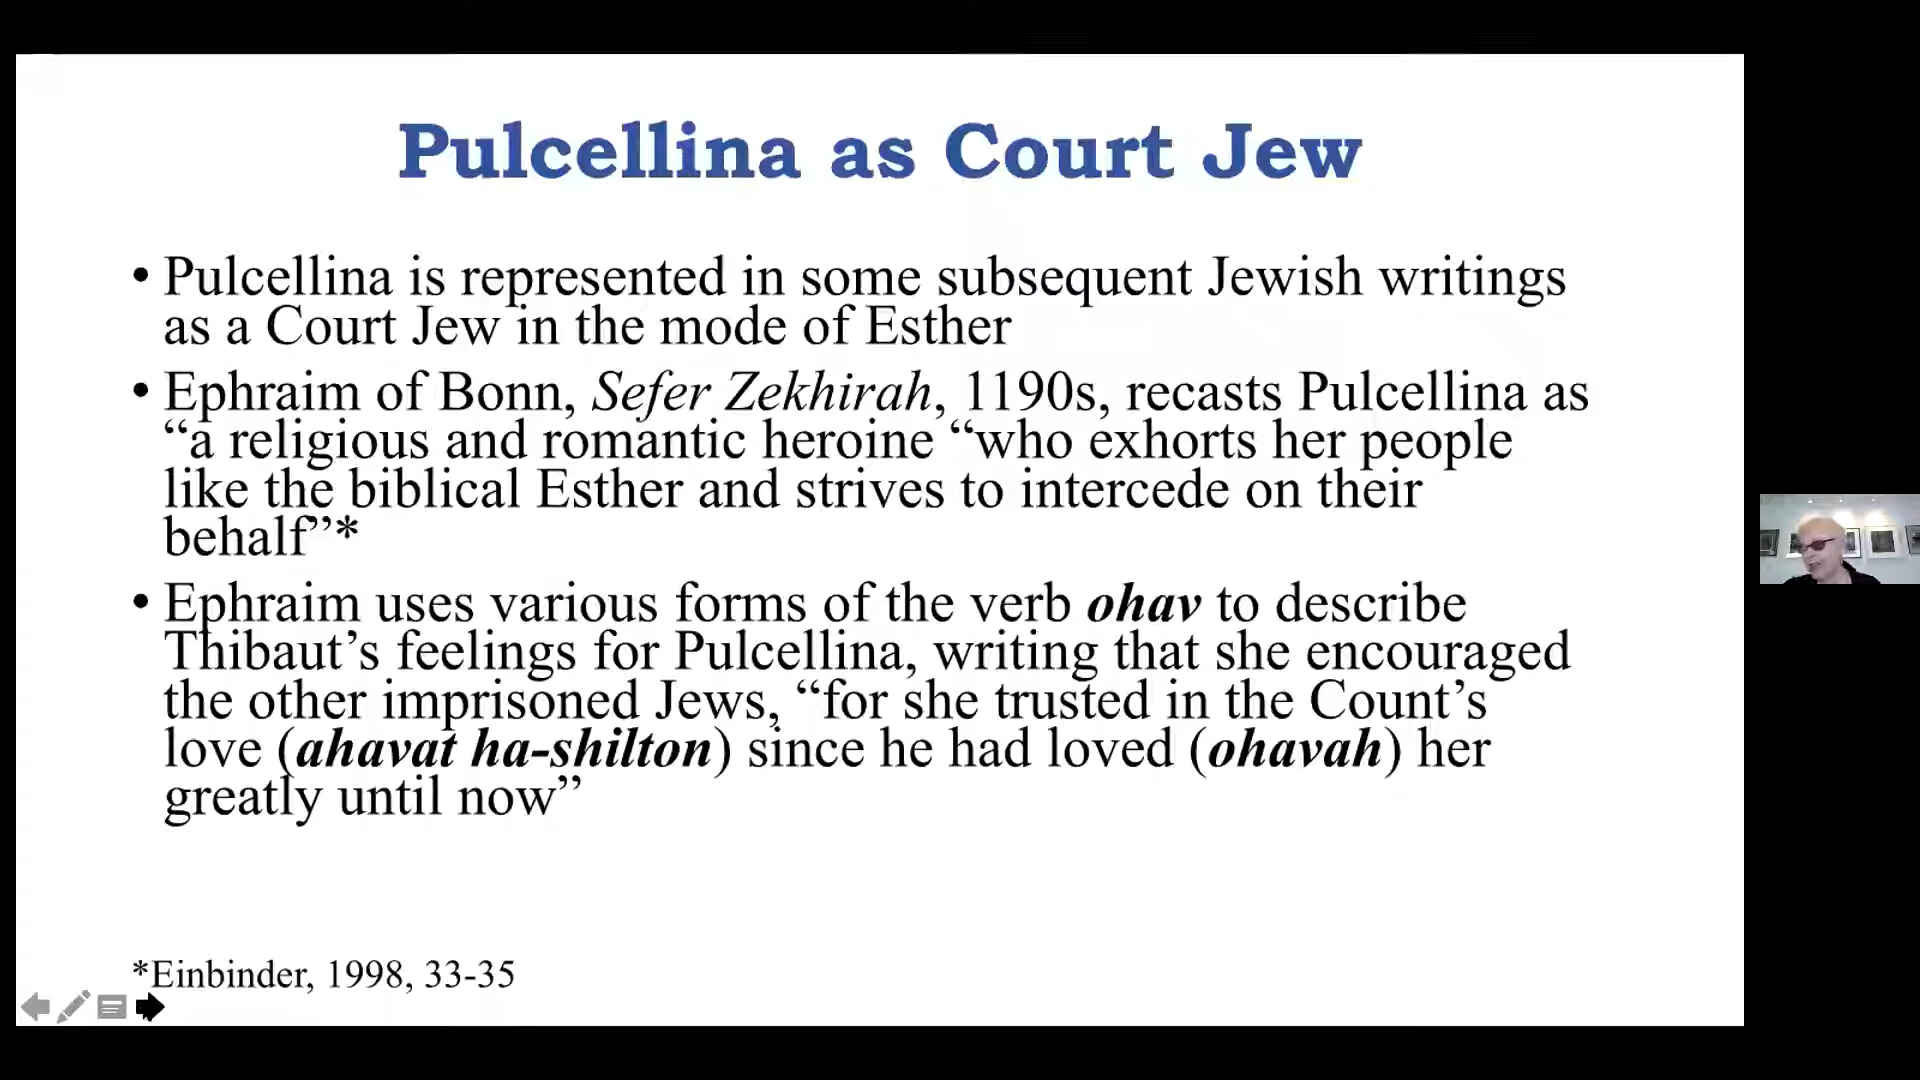 Pulcellina as Court Jew
• Pulcellina is represented in some subsequent Jewish writings
as a Court Jew in the mode of Esther
• Ephraim of Bonn, Sefer Zekhirah, 1190s, recasts Pulcellina as
“a religious and romantic heroine “who exhorts her people
like the biblical Esther and strives to intercede on their
behalf”*
• Ephraim uses various forms of the verb ohav to describe
Thibaut’s feelings for Pulcellina, writing that she encouraged
the other imprisoned Jews, “for she trusted in the Count’s
love (ahavat ha-shilton) since he had loved (ohavah) her
greatly until now”
*Einbinder, 1998, 33-35